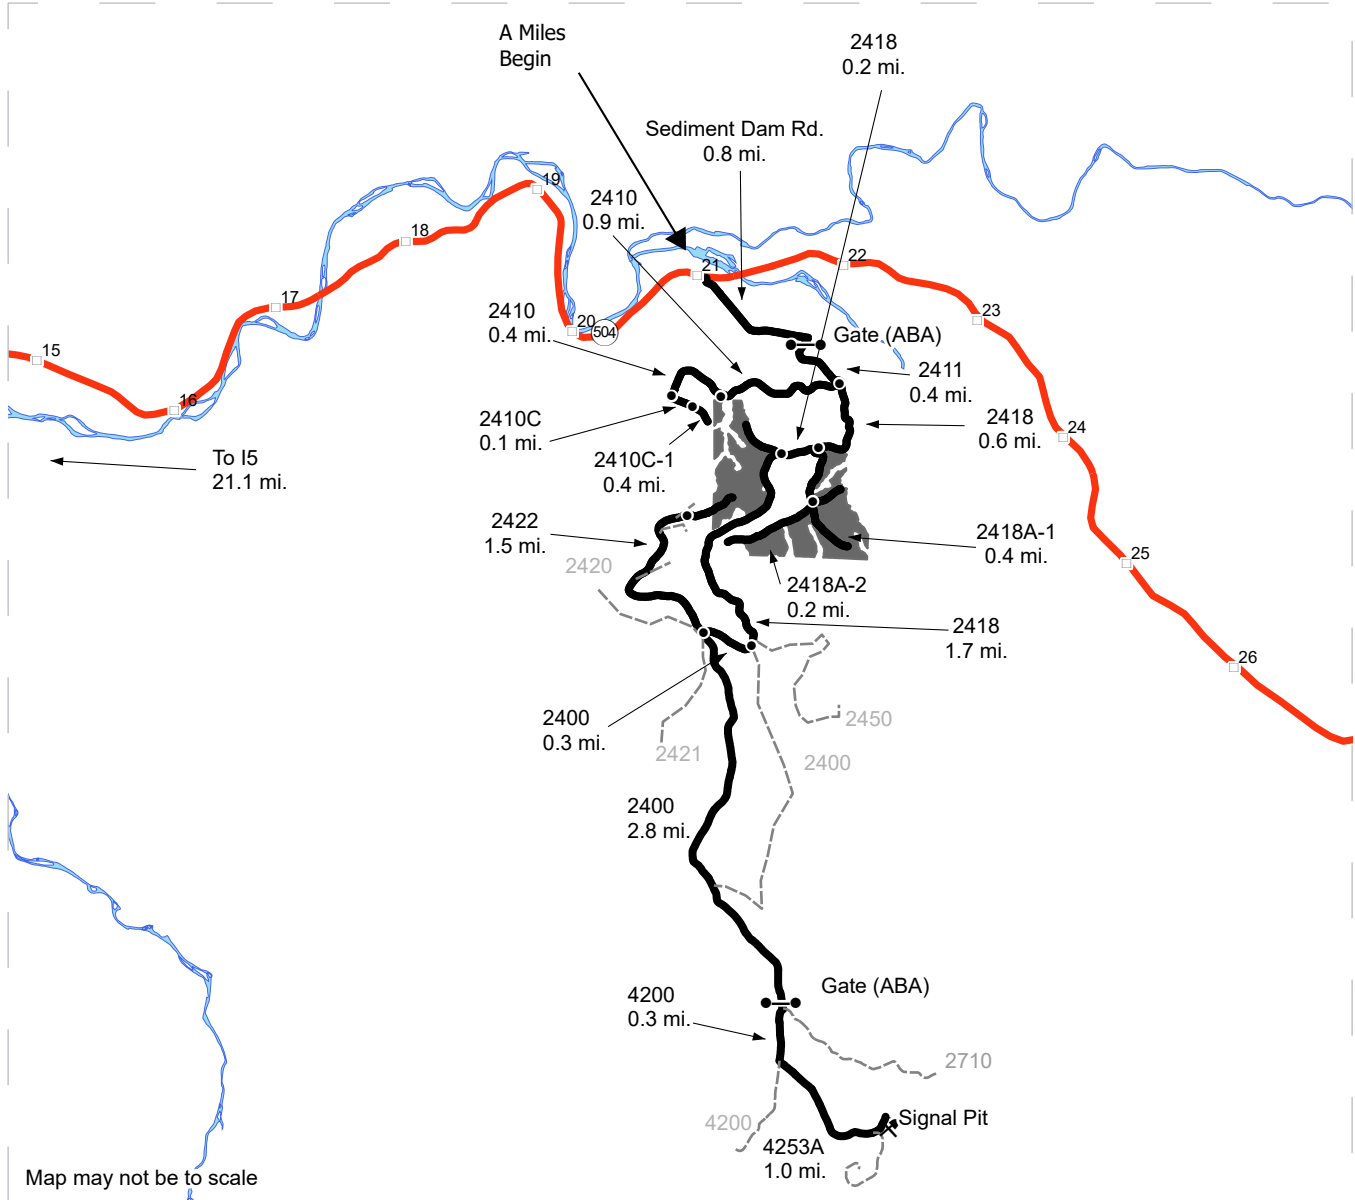 A Miles
Begin
2418
0.2 mi.
Sediment Dam Rd.
0.8 mi.
19
2410
0.9 mi.
18
22
21
17
2410
0.4 mi.
20
504
23
Gate (ABA)
15
2411
0.4 mi.
16
2410C
0.1 mi.
2418
0.6 mi.
24
To I5
21.1 mi.
2410C-1
0.4 mi.
2422
1.5 mi.
2418A-1
0.4 mi.
25
2420
2418A-2
0.2 mi.
2418
1.7 mi.
26
2400
0.3 mi.
2450
2421
2400
2400
2.8 mi.
Gate (ABA)
4200
0.3 mi.
2710
Signal Pit
4200
4253A
1.0 mi.
Map may not be to scale